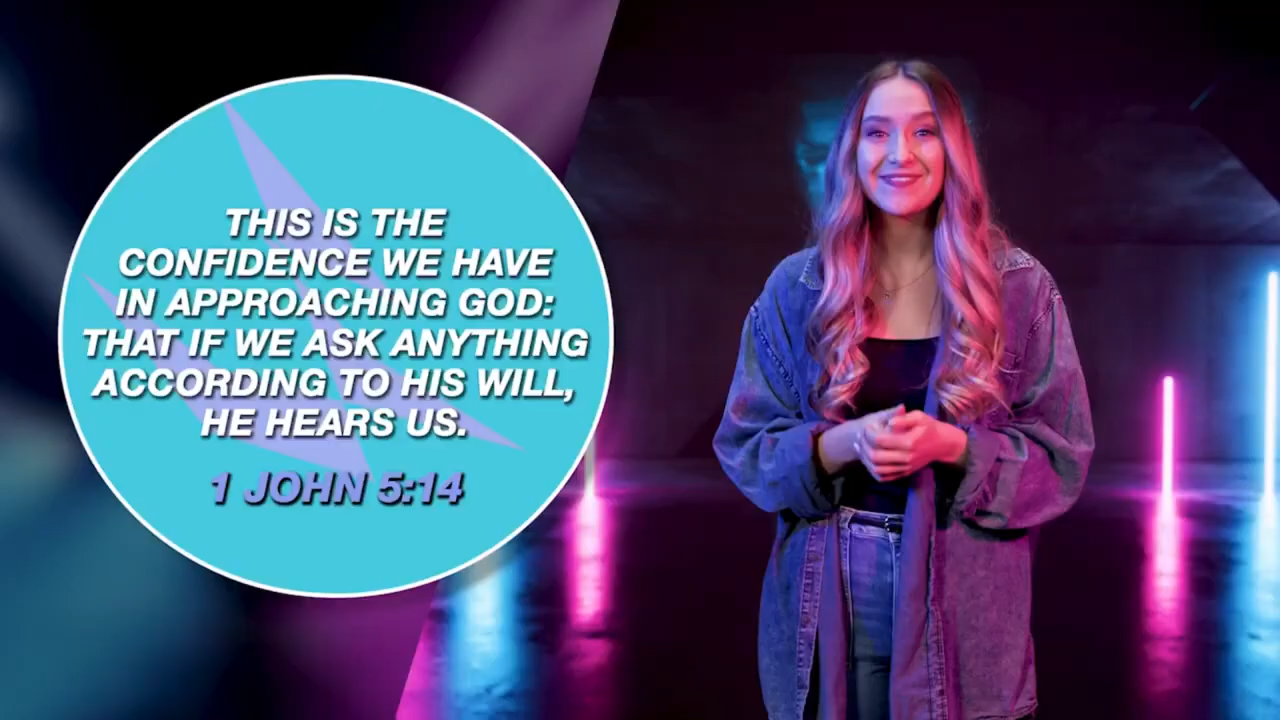 THIS IS THE
CONFIDENCE WE HAVE
IN APPROACHING GOD:
THAT IF WE ASK ANYTHING
ACCORDING TO HIS WILL,
HE HEARS US.
1 JOHN 5:14